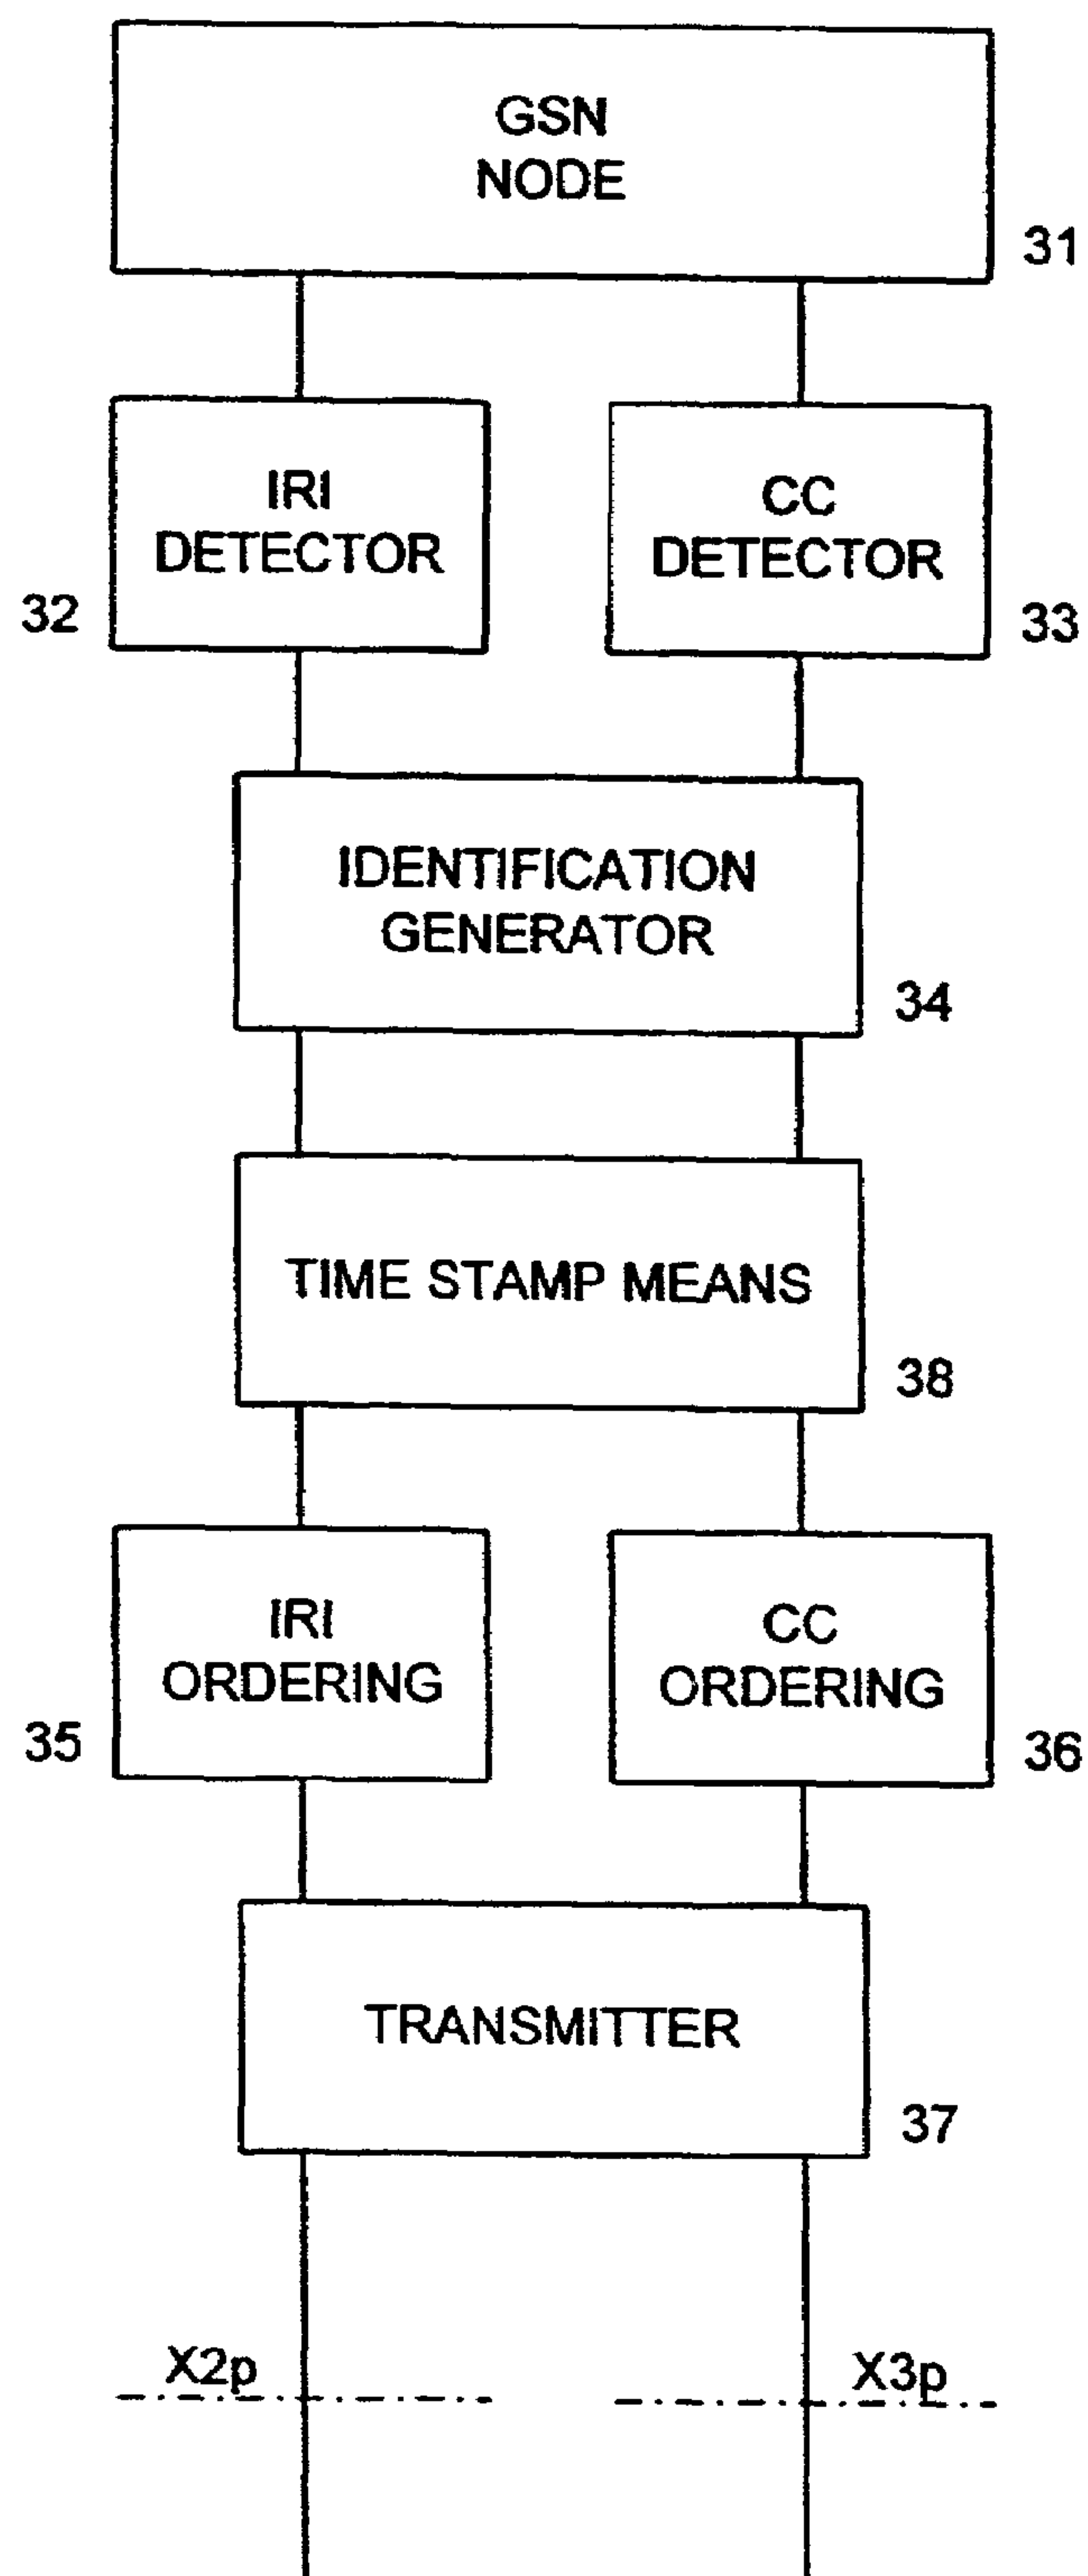 GSN
NODE
31
IRI
DETECTOR
32
CC
DETECTOR
33
IDENTIFICATION
GENERATOR
34
TIME STAMP MEANS
38
IRI
ORDERING
35
CC
ORDERING
36
TRANSMITTER
37
X2p
X3p